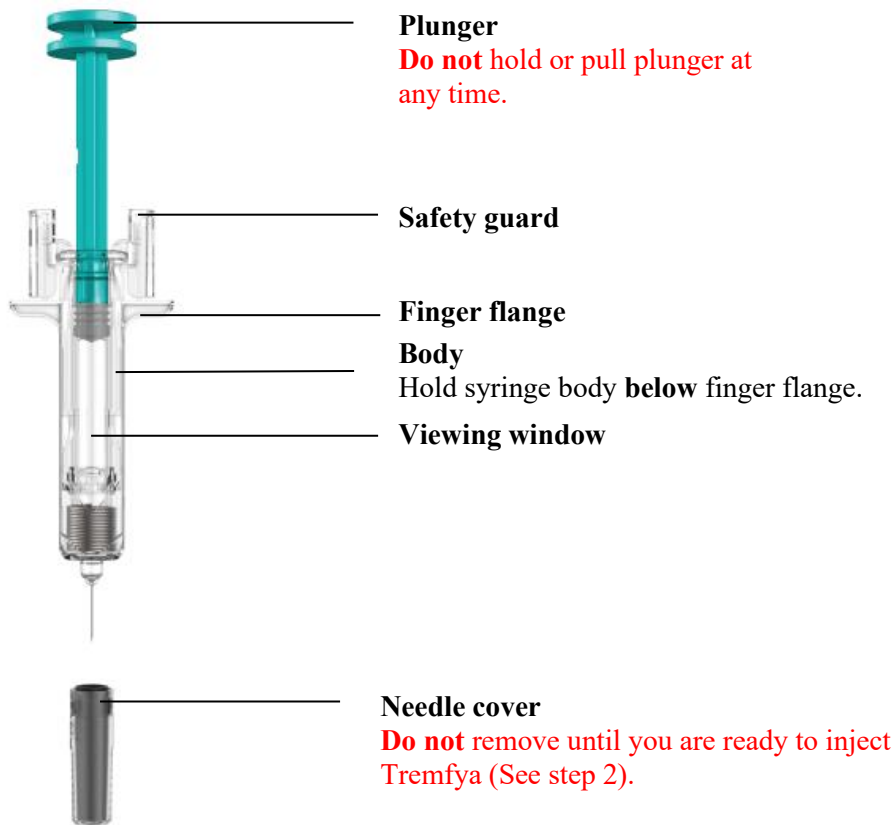 Plunger
Do not hold or pull plunger at
any time.
Safety guard
Finger flange
Body
Hold syringe body below finger flange.
Viewing window
Needle cover
Do not remove until you are ready to inject
Tremfya (See step 2).